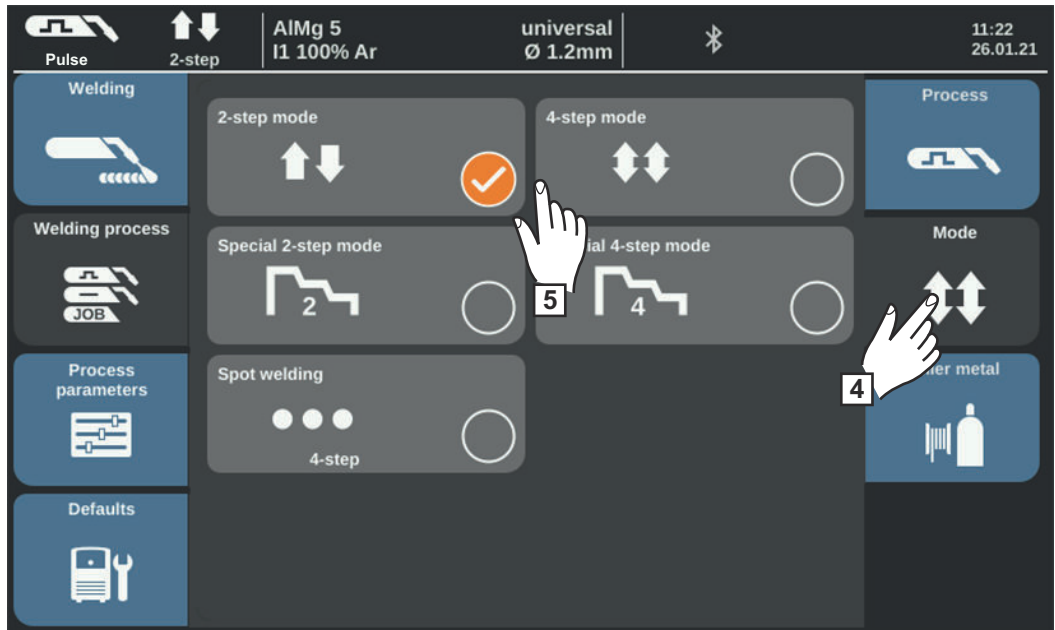 Pulse
2-step
AlMg 5
I1 100% Ar
universal
Ø 1.2mm
11:22
26.01.21
Welding
Welding process
JOB
Process
parameters
Defaults
2-step mode
4-step mode
Special 2-step mode
2
ial 4-step mode
4
Spot welding
4-step
5
Process
Mode
4
ler metal